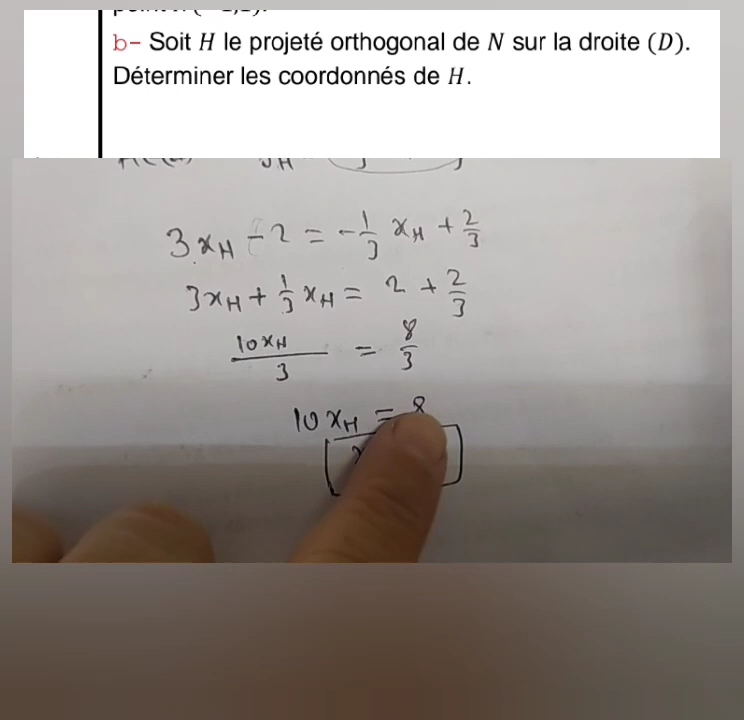 b- Soit H le projeté orthogonal de N sur la droite (D).
Déterminer les coordonnés de H.
3x_H - 2 = -1/3 x_H + 2/3
3x_H + 1/3 x_H = 2 + 2/3
10x_H/3 = 8/3
10x_H = 8